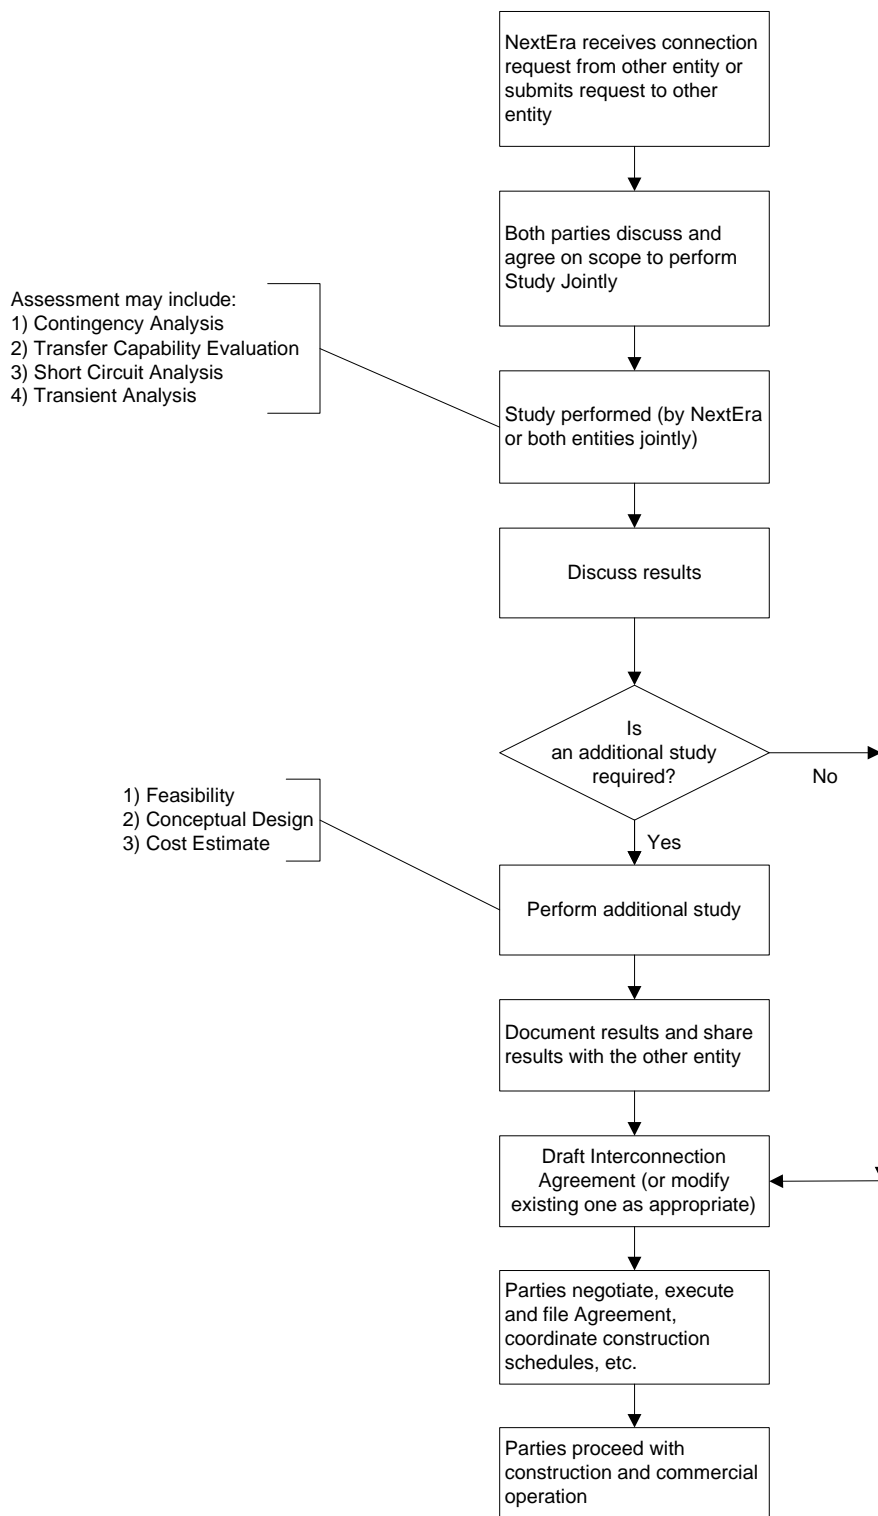 NextEra receives connection
request from other entity or
submits request to other
entity
Both parties discuss and
agree on scope to perform
Study Jointly
Assessment may include:
1) Contingency Analysis
2) Transfer Capability Evaluation
3) Short Circuit Analysis
4) Transient Analysis
Study performed (by NextEra
or both entities jointly)
Discuss results
Is
an additional study
required?
No
Yes
1) Feasibility
2) Conceptual Design
3) Cost Estimate
Perform additional study
Document results and share
results with the other entity
Draft Interconnection
Agreement (or modify
existing one as appropriate)
Parties negotiate, execute
and file Agreement,
coordinate construction
schedules, etc.
Parties proceed with
construction and commercial
operation